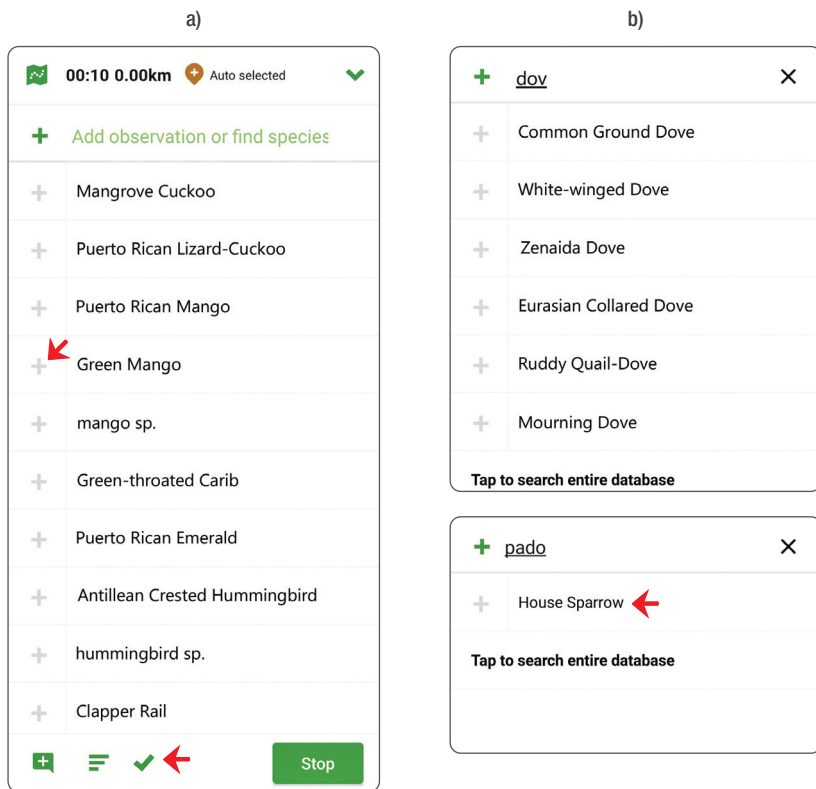 a)
00:10 0.00km Auto selected
Add observation or find species
Mangrove Cuckoo
Puerto Rican Lizard-Cuckoo
Puerto Rican Mango
Green Mango
mango sp.
Green-throated Carib
Puerto Rican Emerald
Antillean Crested Hummingbird
hummingbird sp.
Clapper Rail
Stop
b)
dov
Common Ground Dove
White-winged Dove
Zenaida Dove
Eurasian Collared Dove
Ruddy Quail-Dove
Mourning Dove
Tap to search entire database
pado
House Sparrow
Tap to search entire database